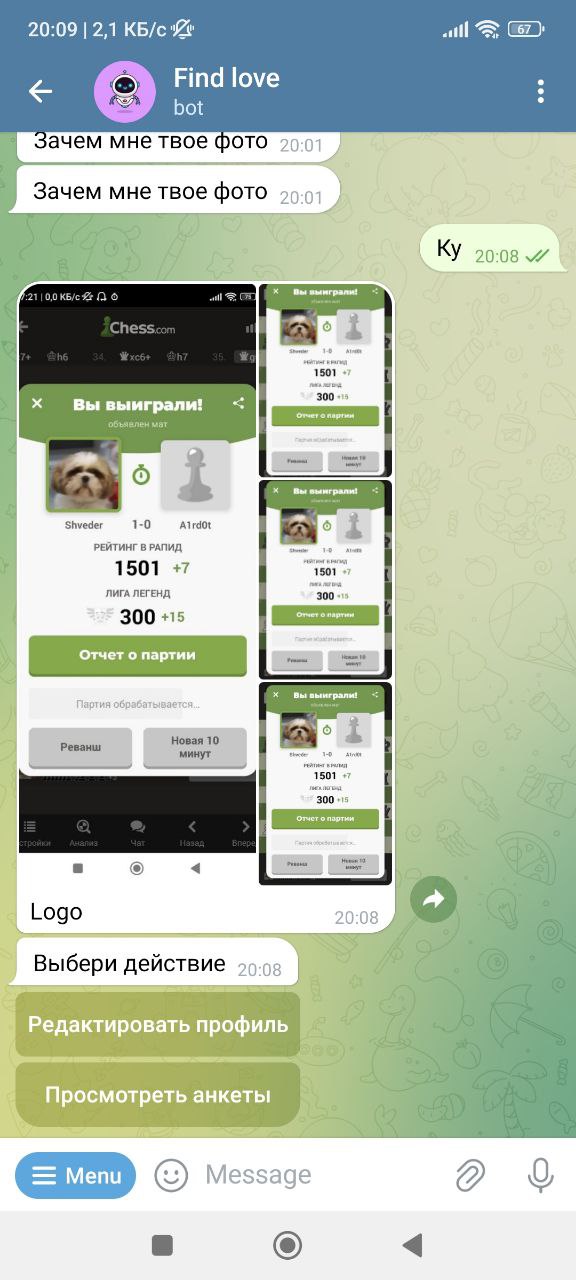 20:09 | 2,1 КБ/с
67
Find love
bot
Зачем мне твое фото 20:01
Зачем мне твое фото 20:01
Ку 20:08
7:21 | 0,0 КБ/с
Chess.com
h6 34. xc6+ h7 35.
Вы выиграли!
объявлен мат
Shveder 1-0 A1rd0t
РЕЙТИНГ В РАПИД
1501 +7
ЛИГА ЛЕГЕНД
300 +15
Отчет о партии
Партия обрабатывается...
Реванш
Новая 10
минут
стройки Анализ Чат Назад Впере
Вы выиграли!
Shveder 1-0 A1rd0t
РЕЙТИНГ В РАПИД
1501 +7
ЛИГА ЛЕГЕНД
300 +15
Отчет о партии
Партия обрабатывается...
Реванш
Новая 10
минут
Вы выиграли!
Shveder 1-0 A1rd0t
РЕЙТИНГ В РАПИД
1501 +7
ЛИГА ЛЕГЕНД
300 +15
Отчет о партии
Партия обрабатывается...
Реванш
Новая 10
минут
Вы выиграли!
Shveder 1-0 A1rd0t
РЕЙТИНГ В РАПИД
1501 +7
ЛИГА ЛЕГЕНД
300 +15
Отчет о партии
Партия обрабатывается...
Реванш
Новая 10
минут
Logo 20:08
Выбери действие 20:08
Редактировать профиль
Просмотреть анкеты
Menu
Message